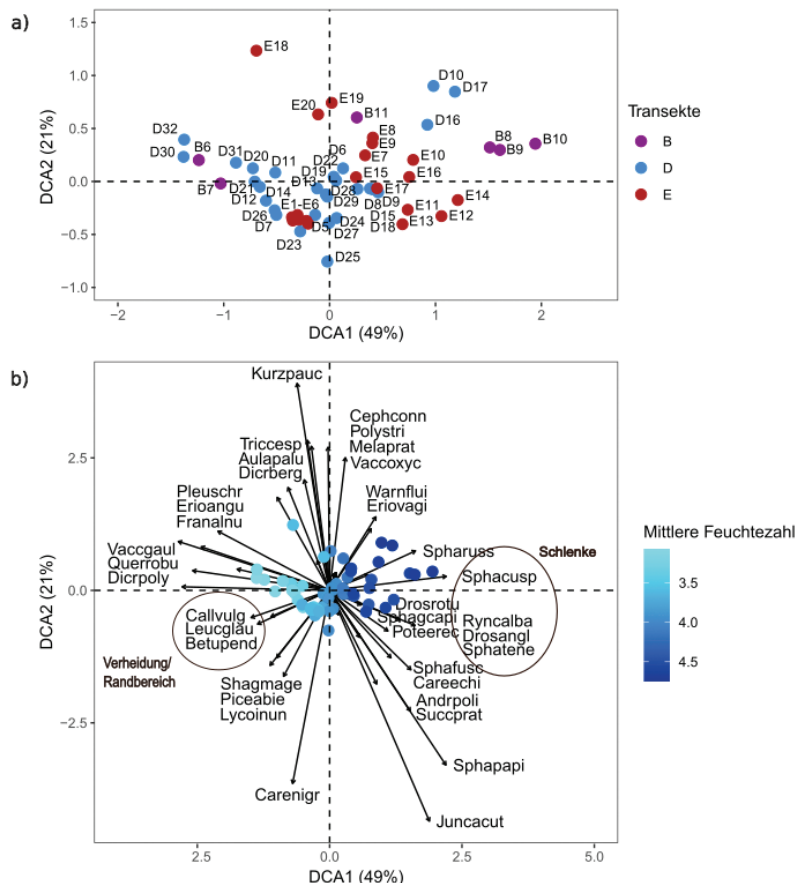 a)
1.5
1.0
0.5
0.0
−0.5
−1.0
DCA2 (21%)
E18
D10
D17
E19
E20
B11
D16
E8
E9
D32
B6
D31
D20
D11
D6
D22
E7
E10
B8
B10
B9
D30
D19
E15
E16
B7
D21
D14
D13
D28
E17
E14
D12
E1−E6
D29
D8
D9
E11
D26
D24
D15
E13
E12
D7
D5
D27
D18
D23
D25
−2
−1
0
1
2
DCA1 (49%)
Transekte
B
D
E
b)
2.5
0.0
−2.5
DCA2 (21%)
Kurzpauc
Cephconn
Polystri
Melaprat
Vaccoxyc
Triccesp
Aulapalu
Dicrberg
Pleuschr
Erioangu
Franalnu
Warnflui
Eriovagi
Vaccgaul
Querrobu
Dicrpoly
Spharuss
Schlenke
Sphacusp
Callvulg
Leucglau
Betupend
Drosrotu
Sphagcapi
Poteerec
Ryncalba
Drosangl
Sphatene
Verheidung/
Randbereich
Shagmage
Piceabie
Lycoinun
Sphafusc
Careechi
Andrpoli
Succprat
Sphapapi
Carenigr
Juncacut
2.5
0.0
2.5
5.0
DCA1 (49%)
Mittlere Feuchtezahl
3.5
4.0
4.5